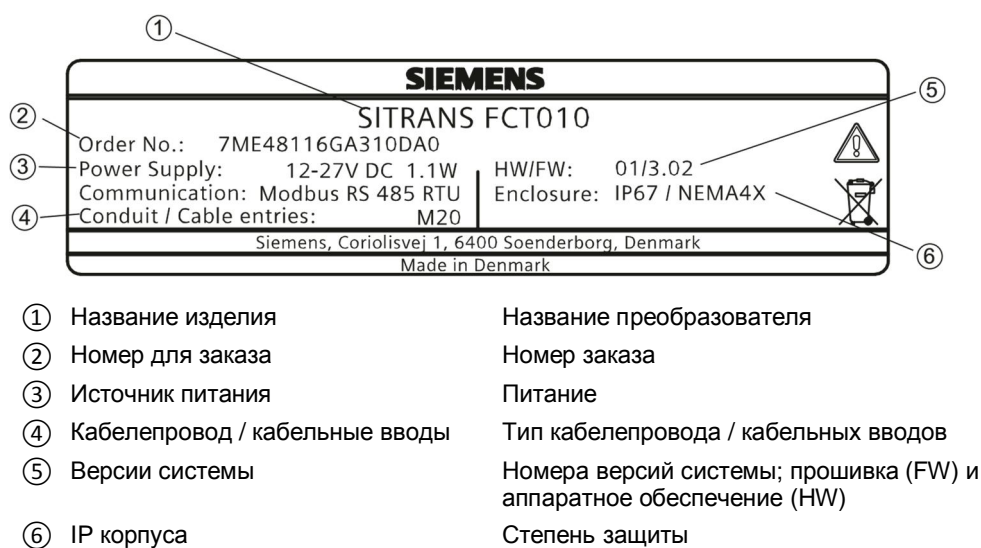 ①
SIEMENS
⑤
SITRANS FCT010
②
Order No.: 7ME48116GA310DA0
③
Power Supply: 12-27V DC 1.1W
HW/FW: 01/3.02
Communication: Modbus RS 485 RTU
Enclosure: IP67 / NEMA4X
④
Conduit / Cable entries: M20
Siemens, Coriolisvej 1, 6400 Soenderborg, Denmark
⑥
Made in Denmark
① Название изделия Название преобразователя
② Номер для заказа Номер заказа
③ Источник питания Питание
④ Кабелепровод / кабельные вводы Тип кабелепровода / кабельных вводов
⑤ Версии системы Номера версий системы; прошивка (FW) и
аппаратное обеспечение (HW)
⑥ IP корпуса Степень защиты